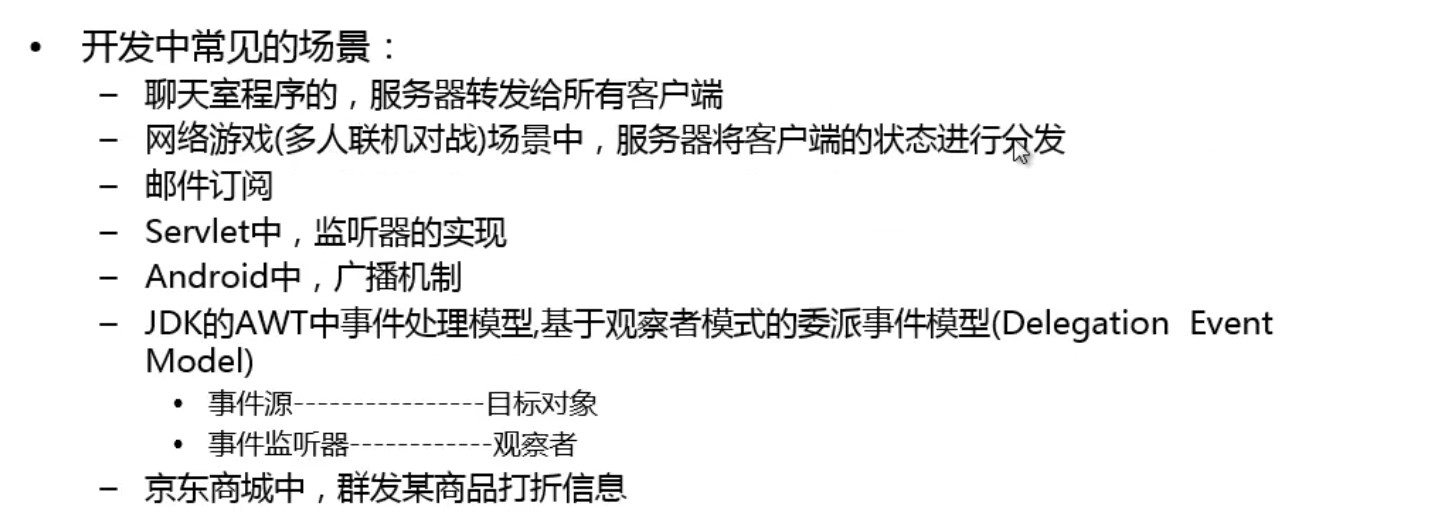 • 开发中常见的场景：
– 聊天室程序的，服务器转发给所有客户端
– 网络游戏(多人联机对战)场景中，服务器将客户端的状态进行分发
– 邮件订阅
– Servlet中，监听器的实现
– Android中，广播机制
– JDK的AWT中事件处理模型,基于观察者模式的委派事件模型(Delegation Event
Model)
• 事件源----------------目标对象
• 事件监听器------------观察者
– 京东商城中，群发某商品打折信息